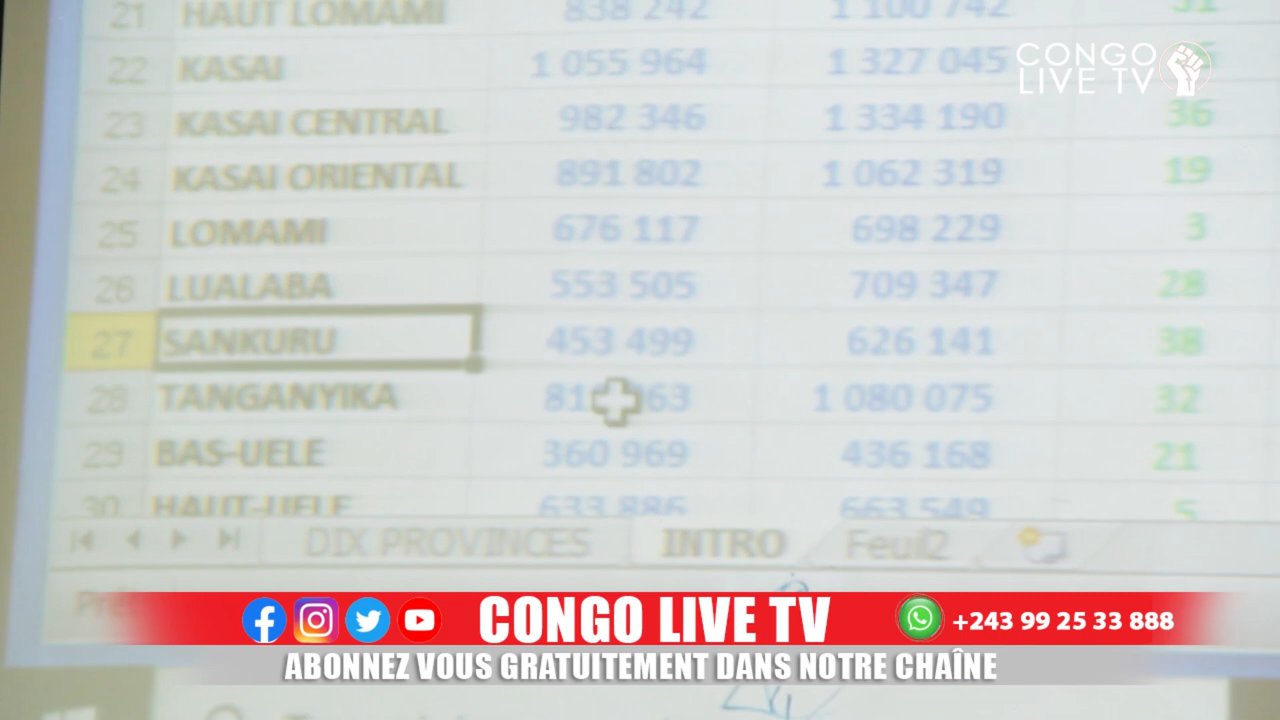 21 HAUT LOMAMI 838 242 1 100 742 31
CONGO
LIVE TV
22 KASAI 1 055 964 1 327 045
23 KASAI CENTRAL 982 346 1 334 190 36
24 KASAI ORIENTAL 891 802 1 062 319 19
25 LOMAMI 676 117 698 229 3
26 LUALABA 553 505 709 347 28
27 SANKURU 453 499 626 141 38
28 TANGANYIKA 1 080 075 32
29 BAS-UELE 360 969 436 168 21
30 HAUT-UELE 633 886 663 549 5
DIX PROVINCES INTRO Feuil2
CONGO LIVE TV
+243 99 25 33 888
ABONNEZ VOUS GRATUITEMENT DANS NOTRE CHAÎNE